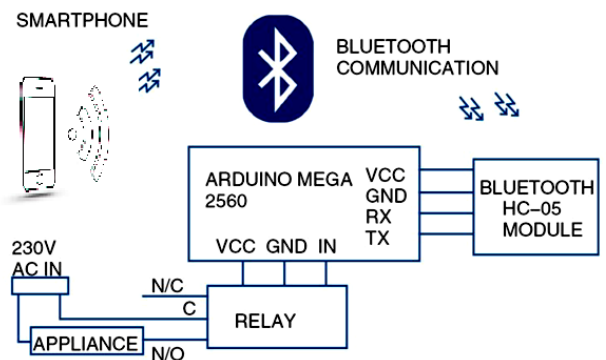 SMARTPHONE
BLUETOOTH
COMMUNICATION
ARDUINO MEGA
2560
VCC
GND
RX
TX
BLUETOOTH
HC-05
MODULE
VCC GND IN
230V
AC IN
N/C
C
RELAY
APPLIANCE
N/O